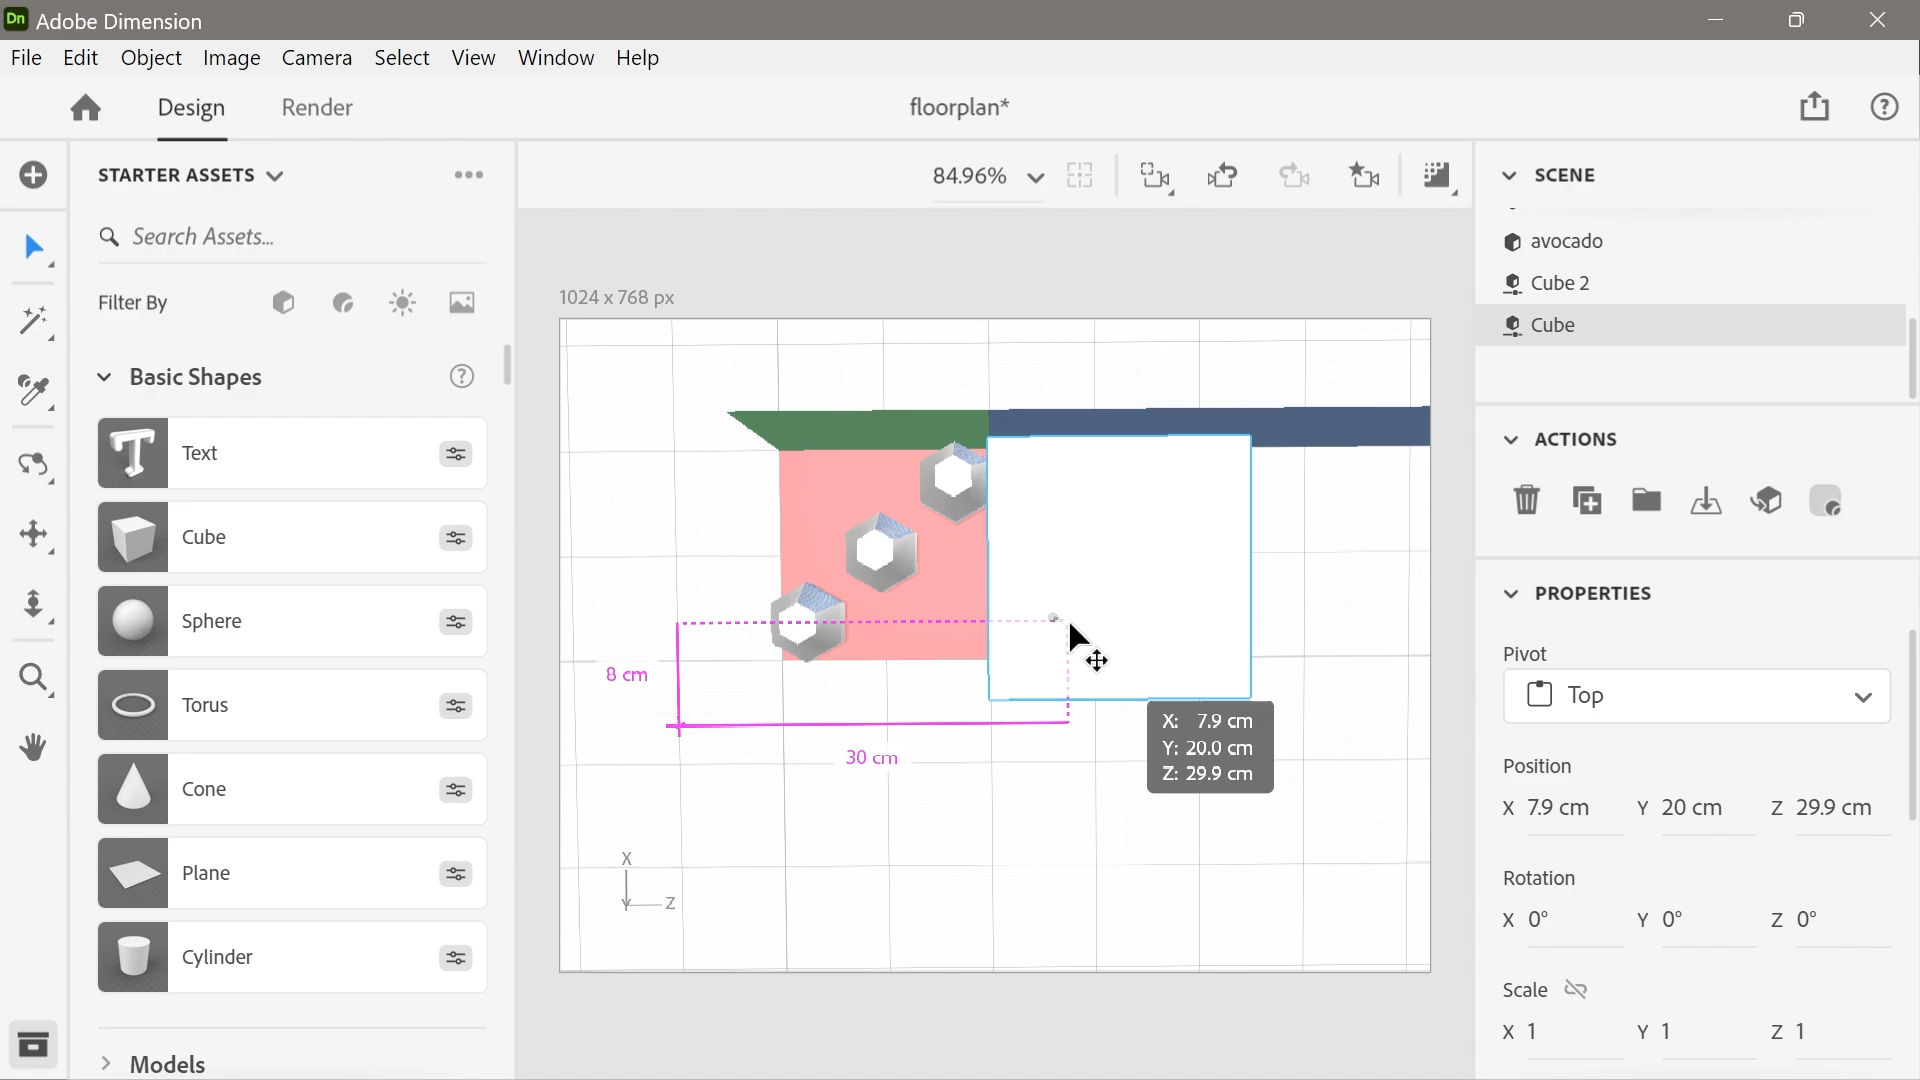 Dn Adobe Dimension
File Edit Object Image Camera Select View Window Help
Design Render floorplan*
STARTER ASSETS
Search Assets...
Filter By
Basic Shapes
Text
Cube
Sphere
Torus
Cone
Plane
Cylinder
Models
84.96%
1024 x 768 px
8 cm
30 cm
X: 7.9 cm
Y: 20.0 cm
Z: 29.9 cm
X
Y Z
SCENE
avocado
Cube 2
Cube
ACTIONS
PROPERTIES
Pivot
Top
Position
X 7.9 cm Y 20 cm Z 29.9 cm
Rotation
X 0° Y 0° Z 0°
Scale
X 1 Y 1 Z 1